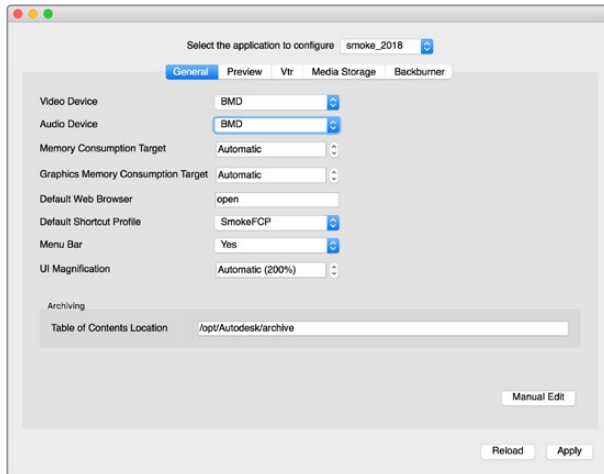 Select the application to configure smoke_2018
General Preview Vtr Media Storage Backburner
Video Device BMD
Audio Device BMD
Memory Consumption Target Automatic
Graphics Memory Consumption Target Automatic
Default Web Browser open
Default Shortcut Profile SmokeFCP
Menu Bar Yes
UI Magnification Automatic (200%)
Archiving
Table of Contents Location /opt/Autodesk/archive
Manual Edit
Reload Apply